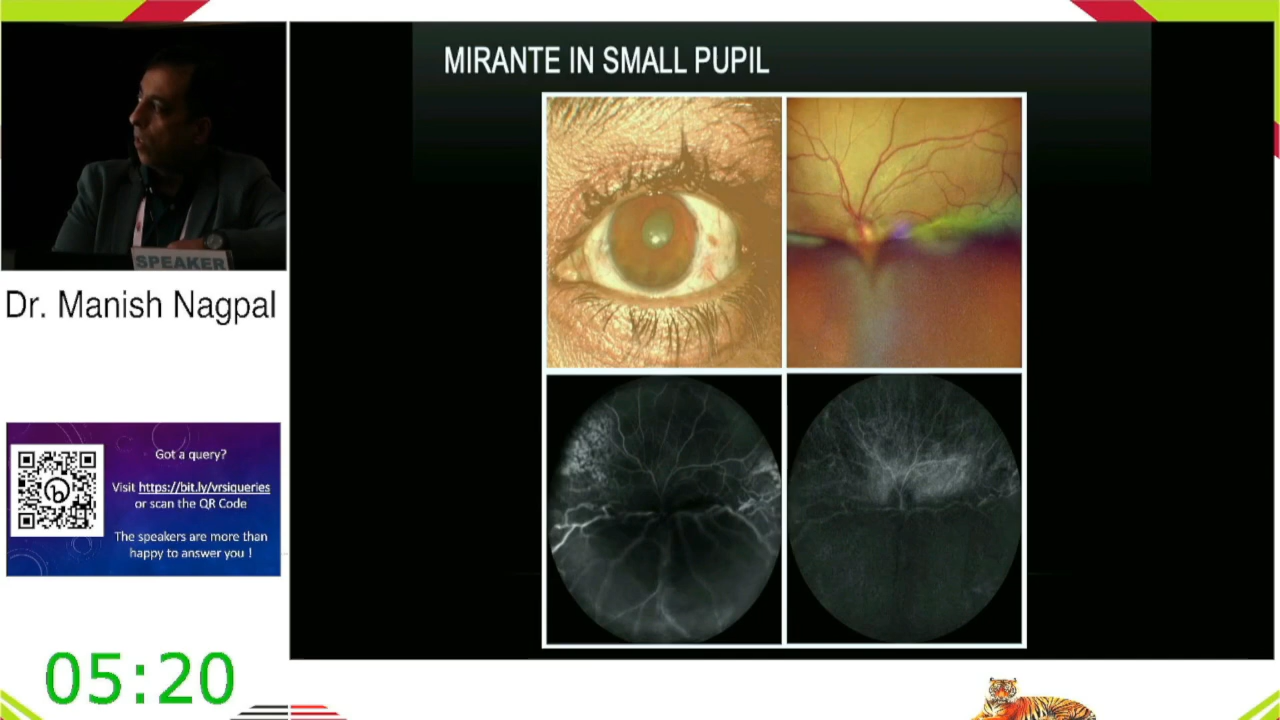 MIRANTE IN SMALL PUPIL
SPEAKER
Dr. Manish Nagpal
Got a query?
Visit https://bit.ly/vrsiqueries
or scan the QR Code
The speakers are more than
happy to answer you !
05:20